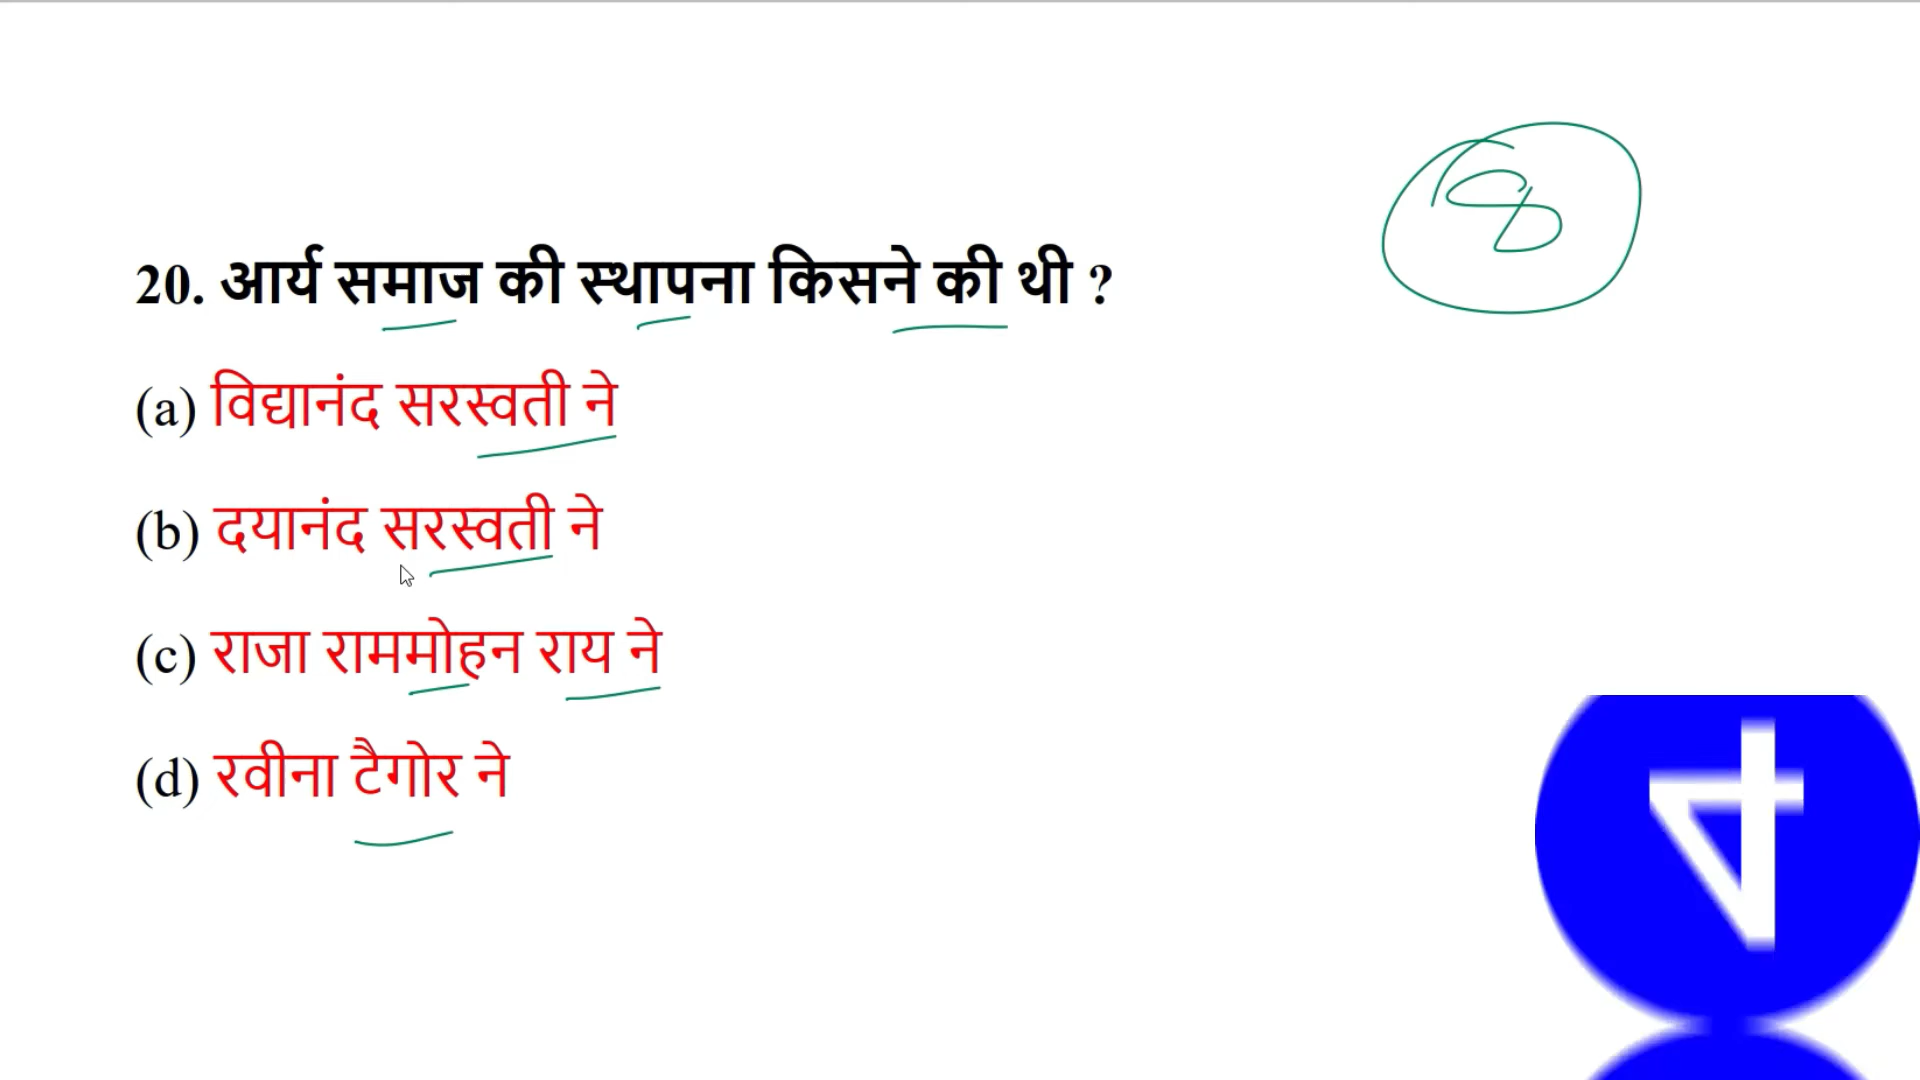 20. आर्य समाज की स्थापना किसने की थी ?
(a) विद्यानंद सरस्वती ने
(b) दयानंद सरस्वती ने
(c) राजा राममोहन राय ने
(d) रवीना टैगोर ने